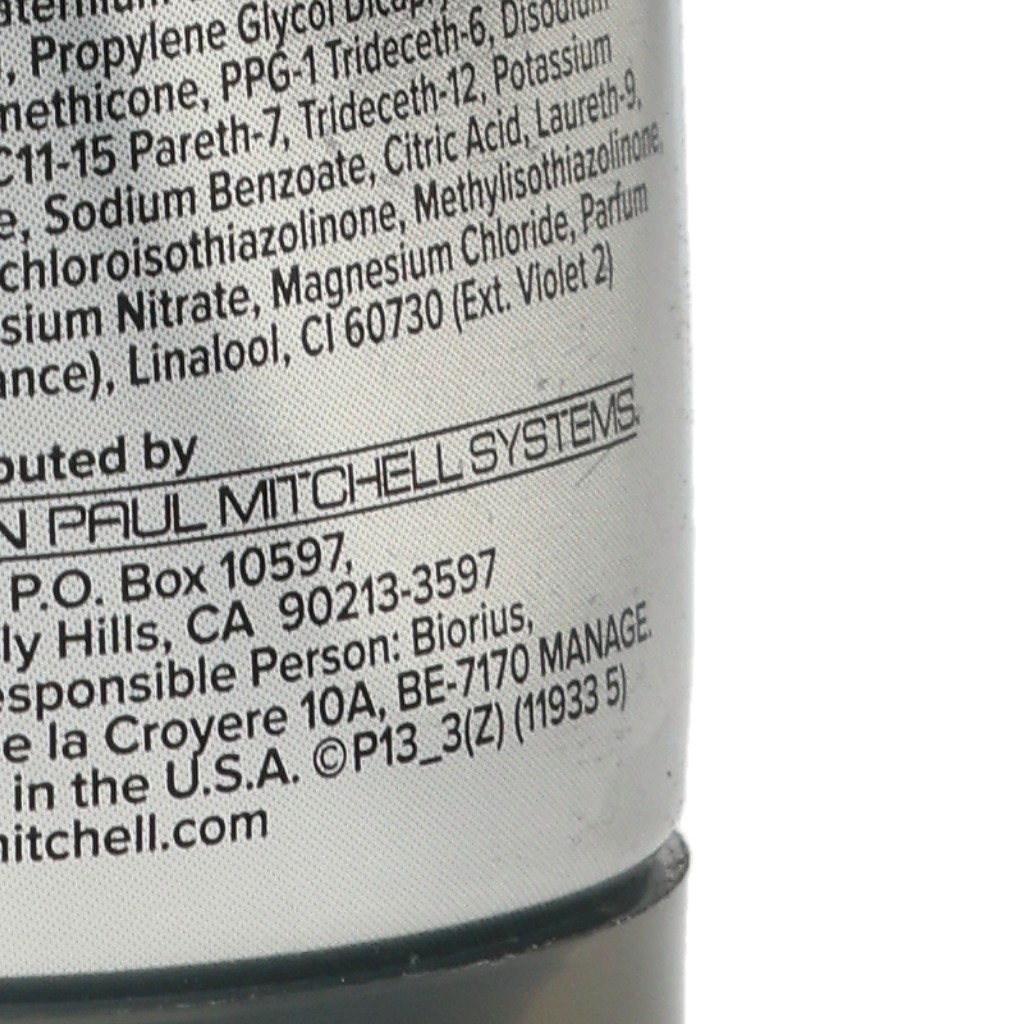 , Propylene Glycol
methicone, PPG-1 Trideceth-6, Disodium
C11-15 Pareth-7, Trideceth-12, Potassium
e, Sodium Benzoate, Citric Acid, Laureth-9,
chloroisothiazolinone, Methylisothiazolinone,
sium Nitrate, Magnesium Chloride, Parfum
ance), Linalool, CI 60730 (Ext. Violet 2)
buted by
N PAUL MITCHELL SYSTEMS.
P.O. Box 10597,
ly Hills, CA 90213-3597
esponsible Person: Biorius,
e la Croyere 10A, BE-7170 MANAGE.
in the U.S.A. ©P13_3(Z) (11933 5)
mitchell.com